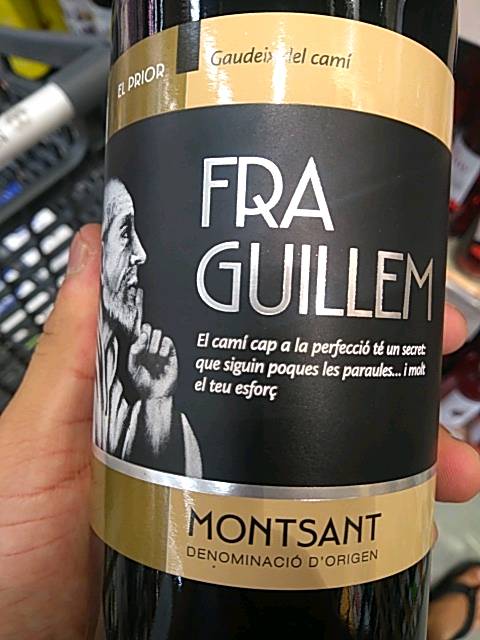 EL PRIOR
Gaudeix del camí
FRA
GUILLEM
El camí cap a la perfecció té un secret:
que siguin poques les paraules... i molt
el teu esforç
MONTSANT
DENOMINACIÓ D'ORIGEN